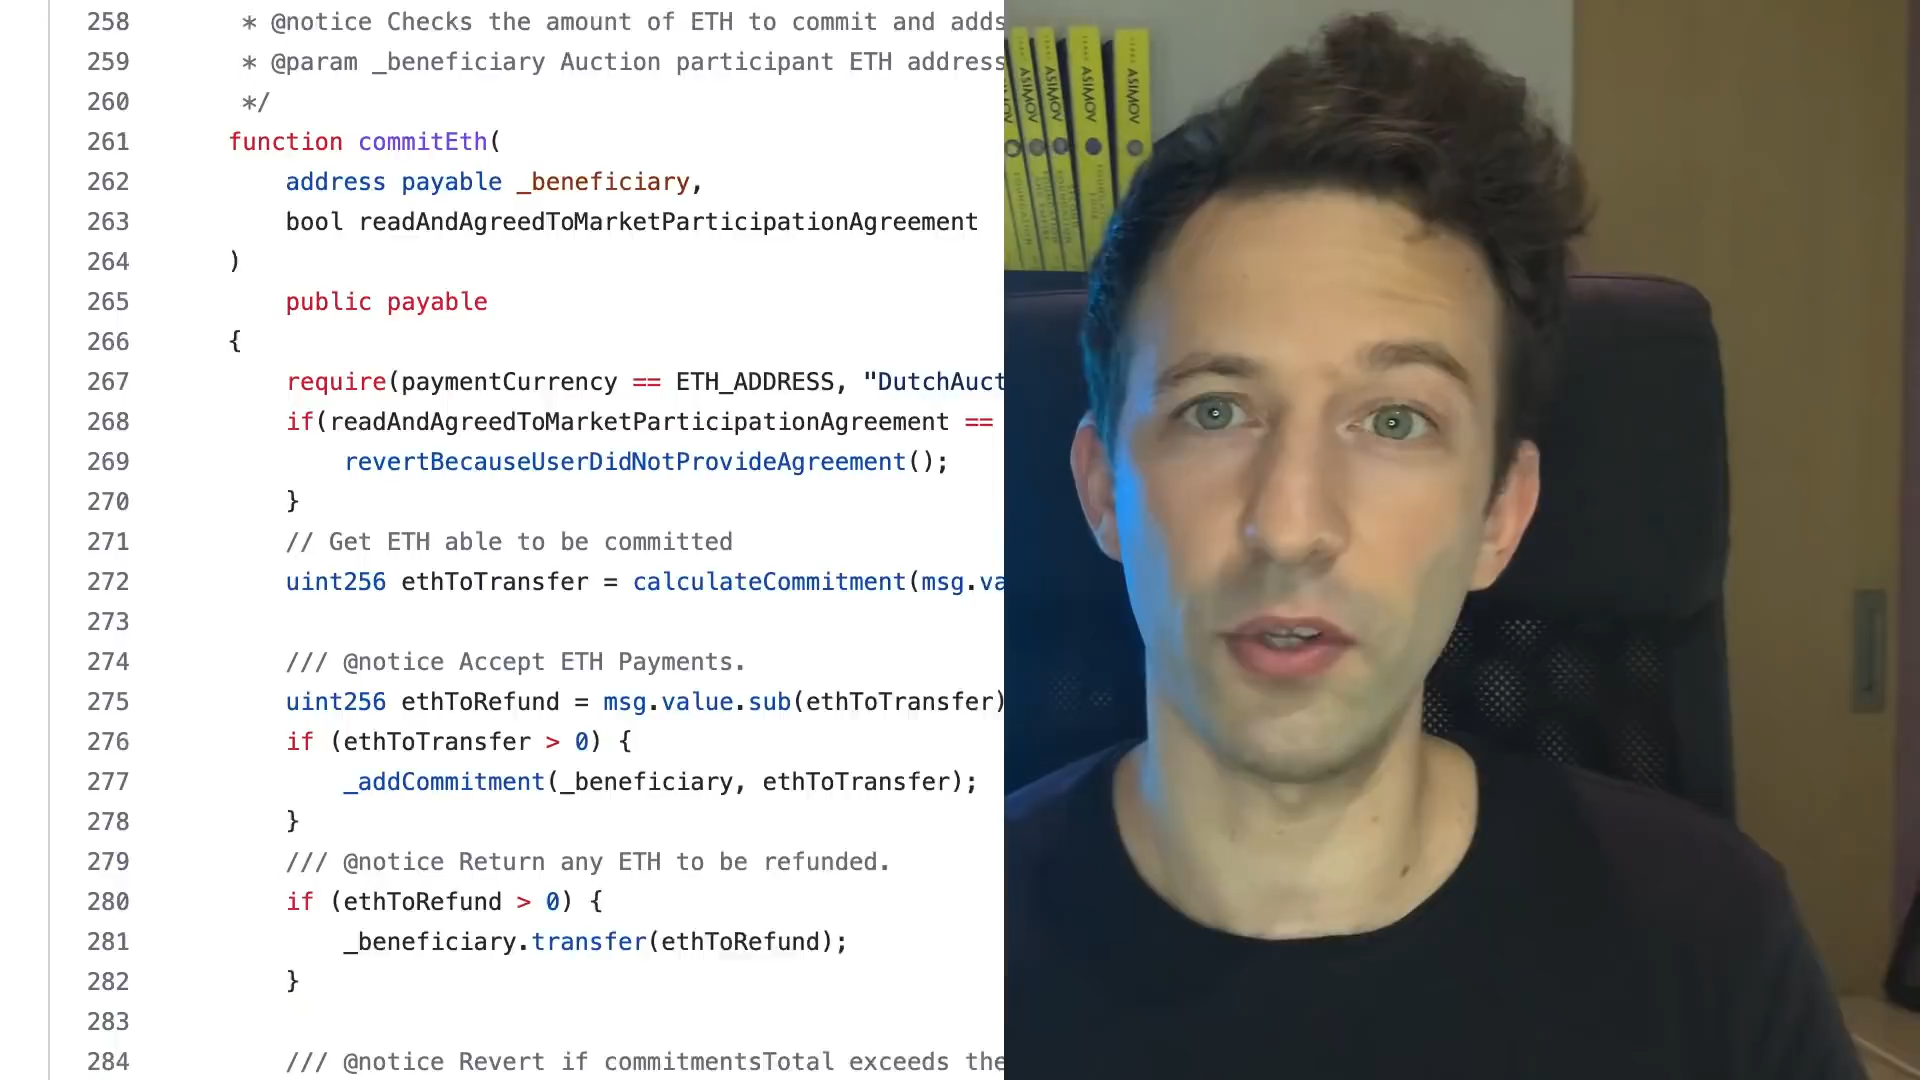 258 * @notice Checks the amount of ETH to commit and adds
259 * @param _beneficiary Auction participant ETH address
260 */
261 function commitEth(
262 address payable _beneficiary,
263 bool readAndAgreedToMarketParticipationAgreement
264 )
265 public payable
266 {
267 require(paymentCurrency == ETH_ADDRESS, "DutchAuct
268 if(readAndAgreedToMarketParticipationAgreement ==
269 revertBecauseUserDidNotProvideAgreement();
270 }
271 // Get ETH able to be committed
272 uint256 ethToTransfer = calculateCommitment(msg.va
273
274 /// @notice Accept ETH Payments.
275 uint256 ethToRefund = msg.value.sub(ethToTransfer)
276 if (ethToTransfer > 0) {
277 _addCommitment(_beneficiary, ethToTransfer);
278 }
279 /// @notice Return any ETH to be refunded.
280 if (ethToRefund > 0) {
281 _beneficiary.transfer(ethToRefund);
282 }
283
284 /// @notice Revert if commitmentsTotal exceeds the
ASIMOV
ASIMOV
ASIMOV
ASIMOV